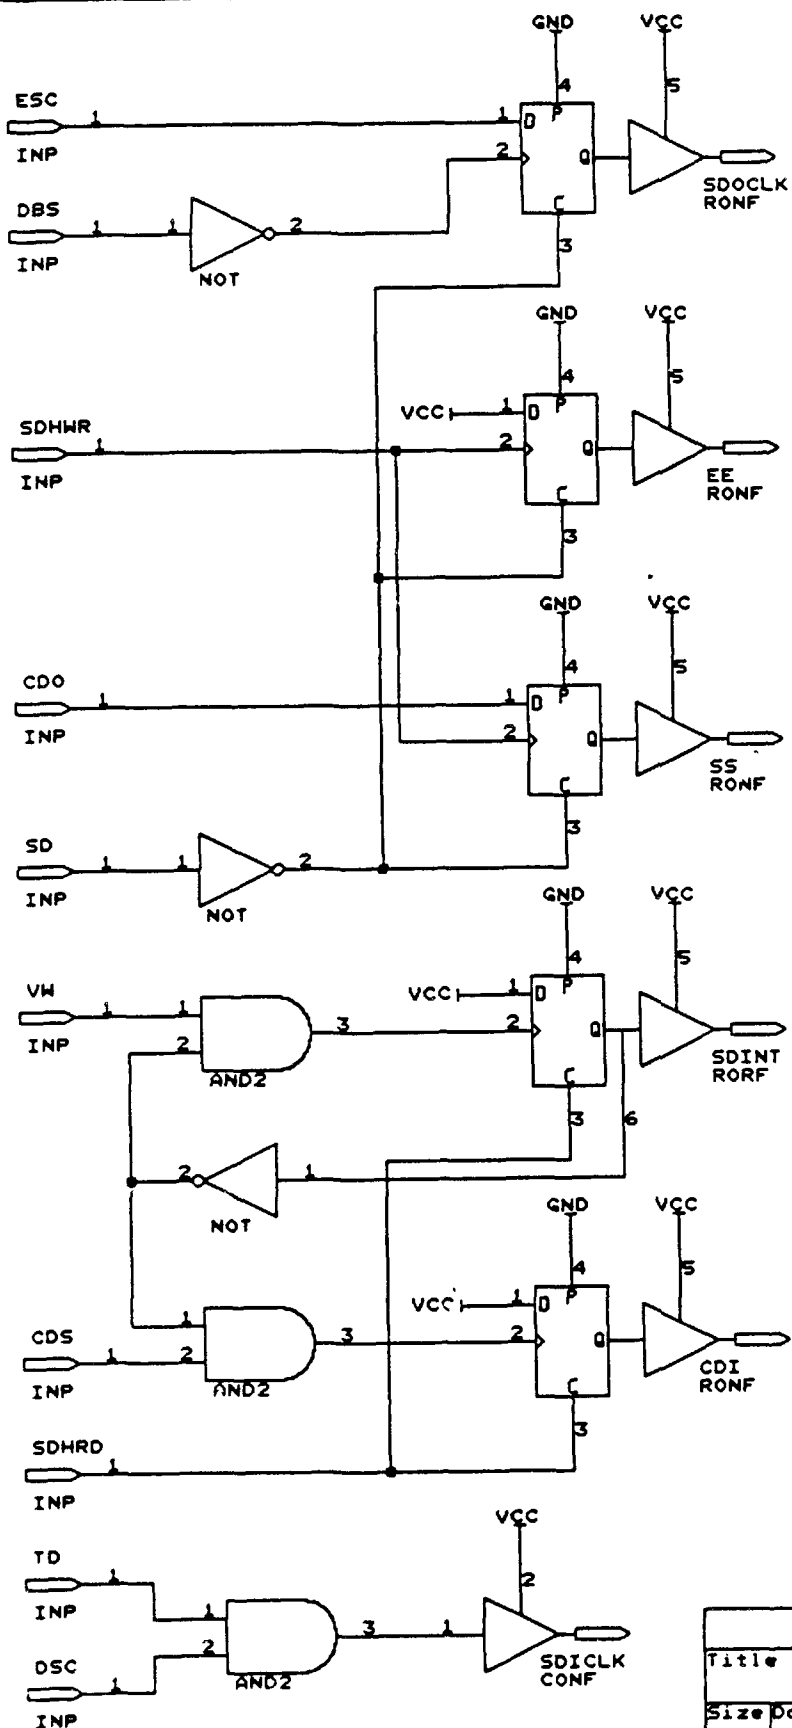 GND VCC
4 5
ESC 1 1 D P
INP 2 Q
SDOCLK
RONF
DBS 1 1 2 C
INP NOT 3
GND VCC
4 5
VCC 1 D P
SDHWR 1 2 Q
INP EE
RONF
C
3
GND VCC
4 5
CDO 1 1 D P
INP 2 Q
SS
RONF
C
SD 1 1 2 3
INP NOT
GND VCC
4 5
VW 1 1 VCC 1 D P
INP 2 3 2 Q
AND2 SDINT
RORF
C
3 6
2 1
NOT
GND VCC
4 5
VCC 1 D P
1 3 2 Q
CDS 1 2
INP AND2 CDI
RONF
C
3
SDHRD 1
INP
VCC
2
TD 1
INP 1 3 1
2 SDICLK
CONF
DSC 1 AND2
INP
Title
Size